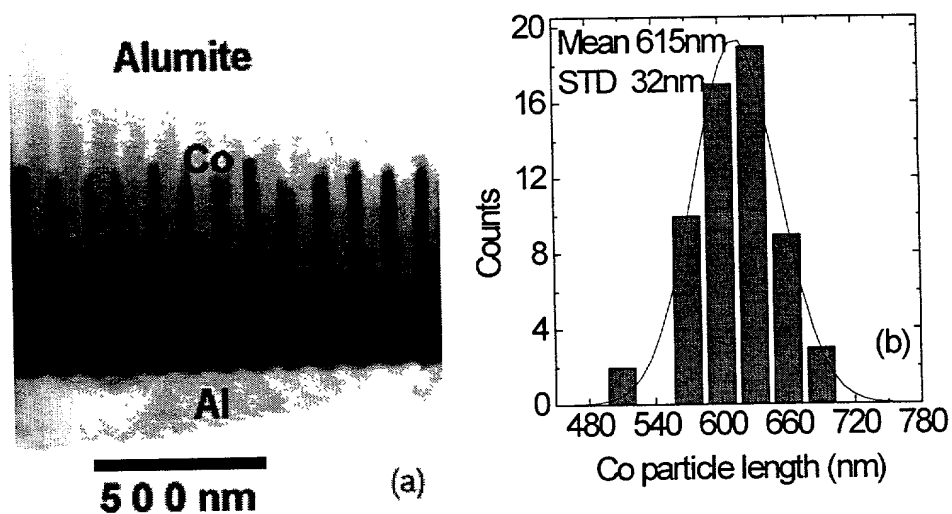 Alumite
Co
Al
500 nm
(a)
Mean 615nm
STD 32nm
20
16
12
8
4
0
Counts
(b)
480 540 600 660 720 780
Co particle length (nm)